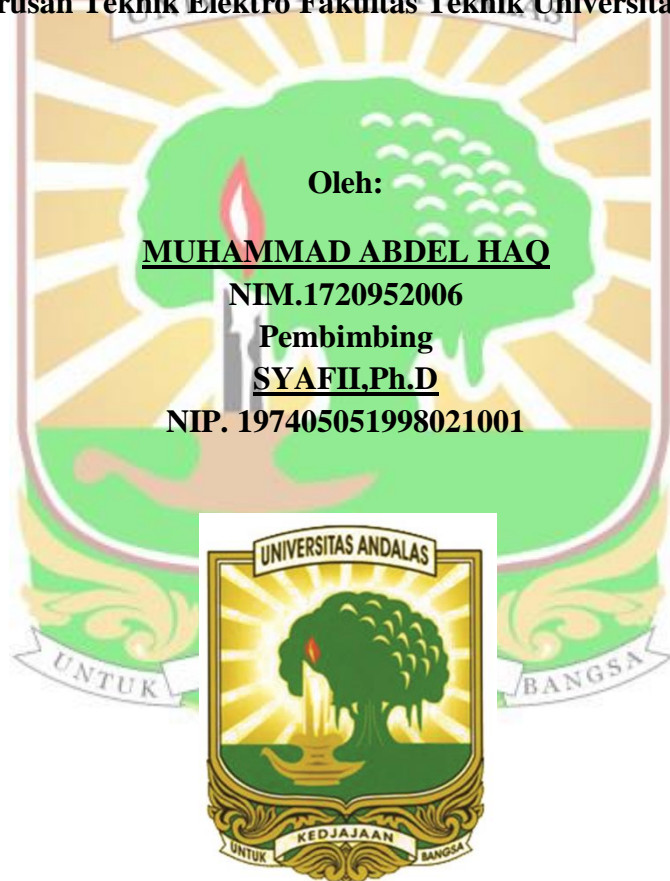 rusan Teknik Elektro Fakultas Teknik Universita
Oleh:
MUHAMMAD ABDEL HAQ
NIM.1720952006
Pembimbing
SYAFII,Ph.D
NIP. 197405051998021001
UNIVERSITAS ANDALAS
UNTUK
BANGSA
KEDJAJAAN
UNTUK
BANGSA